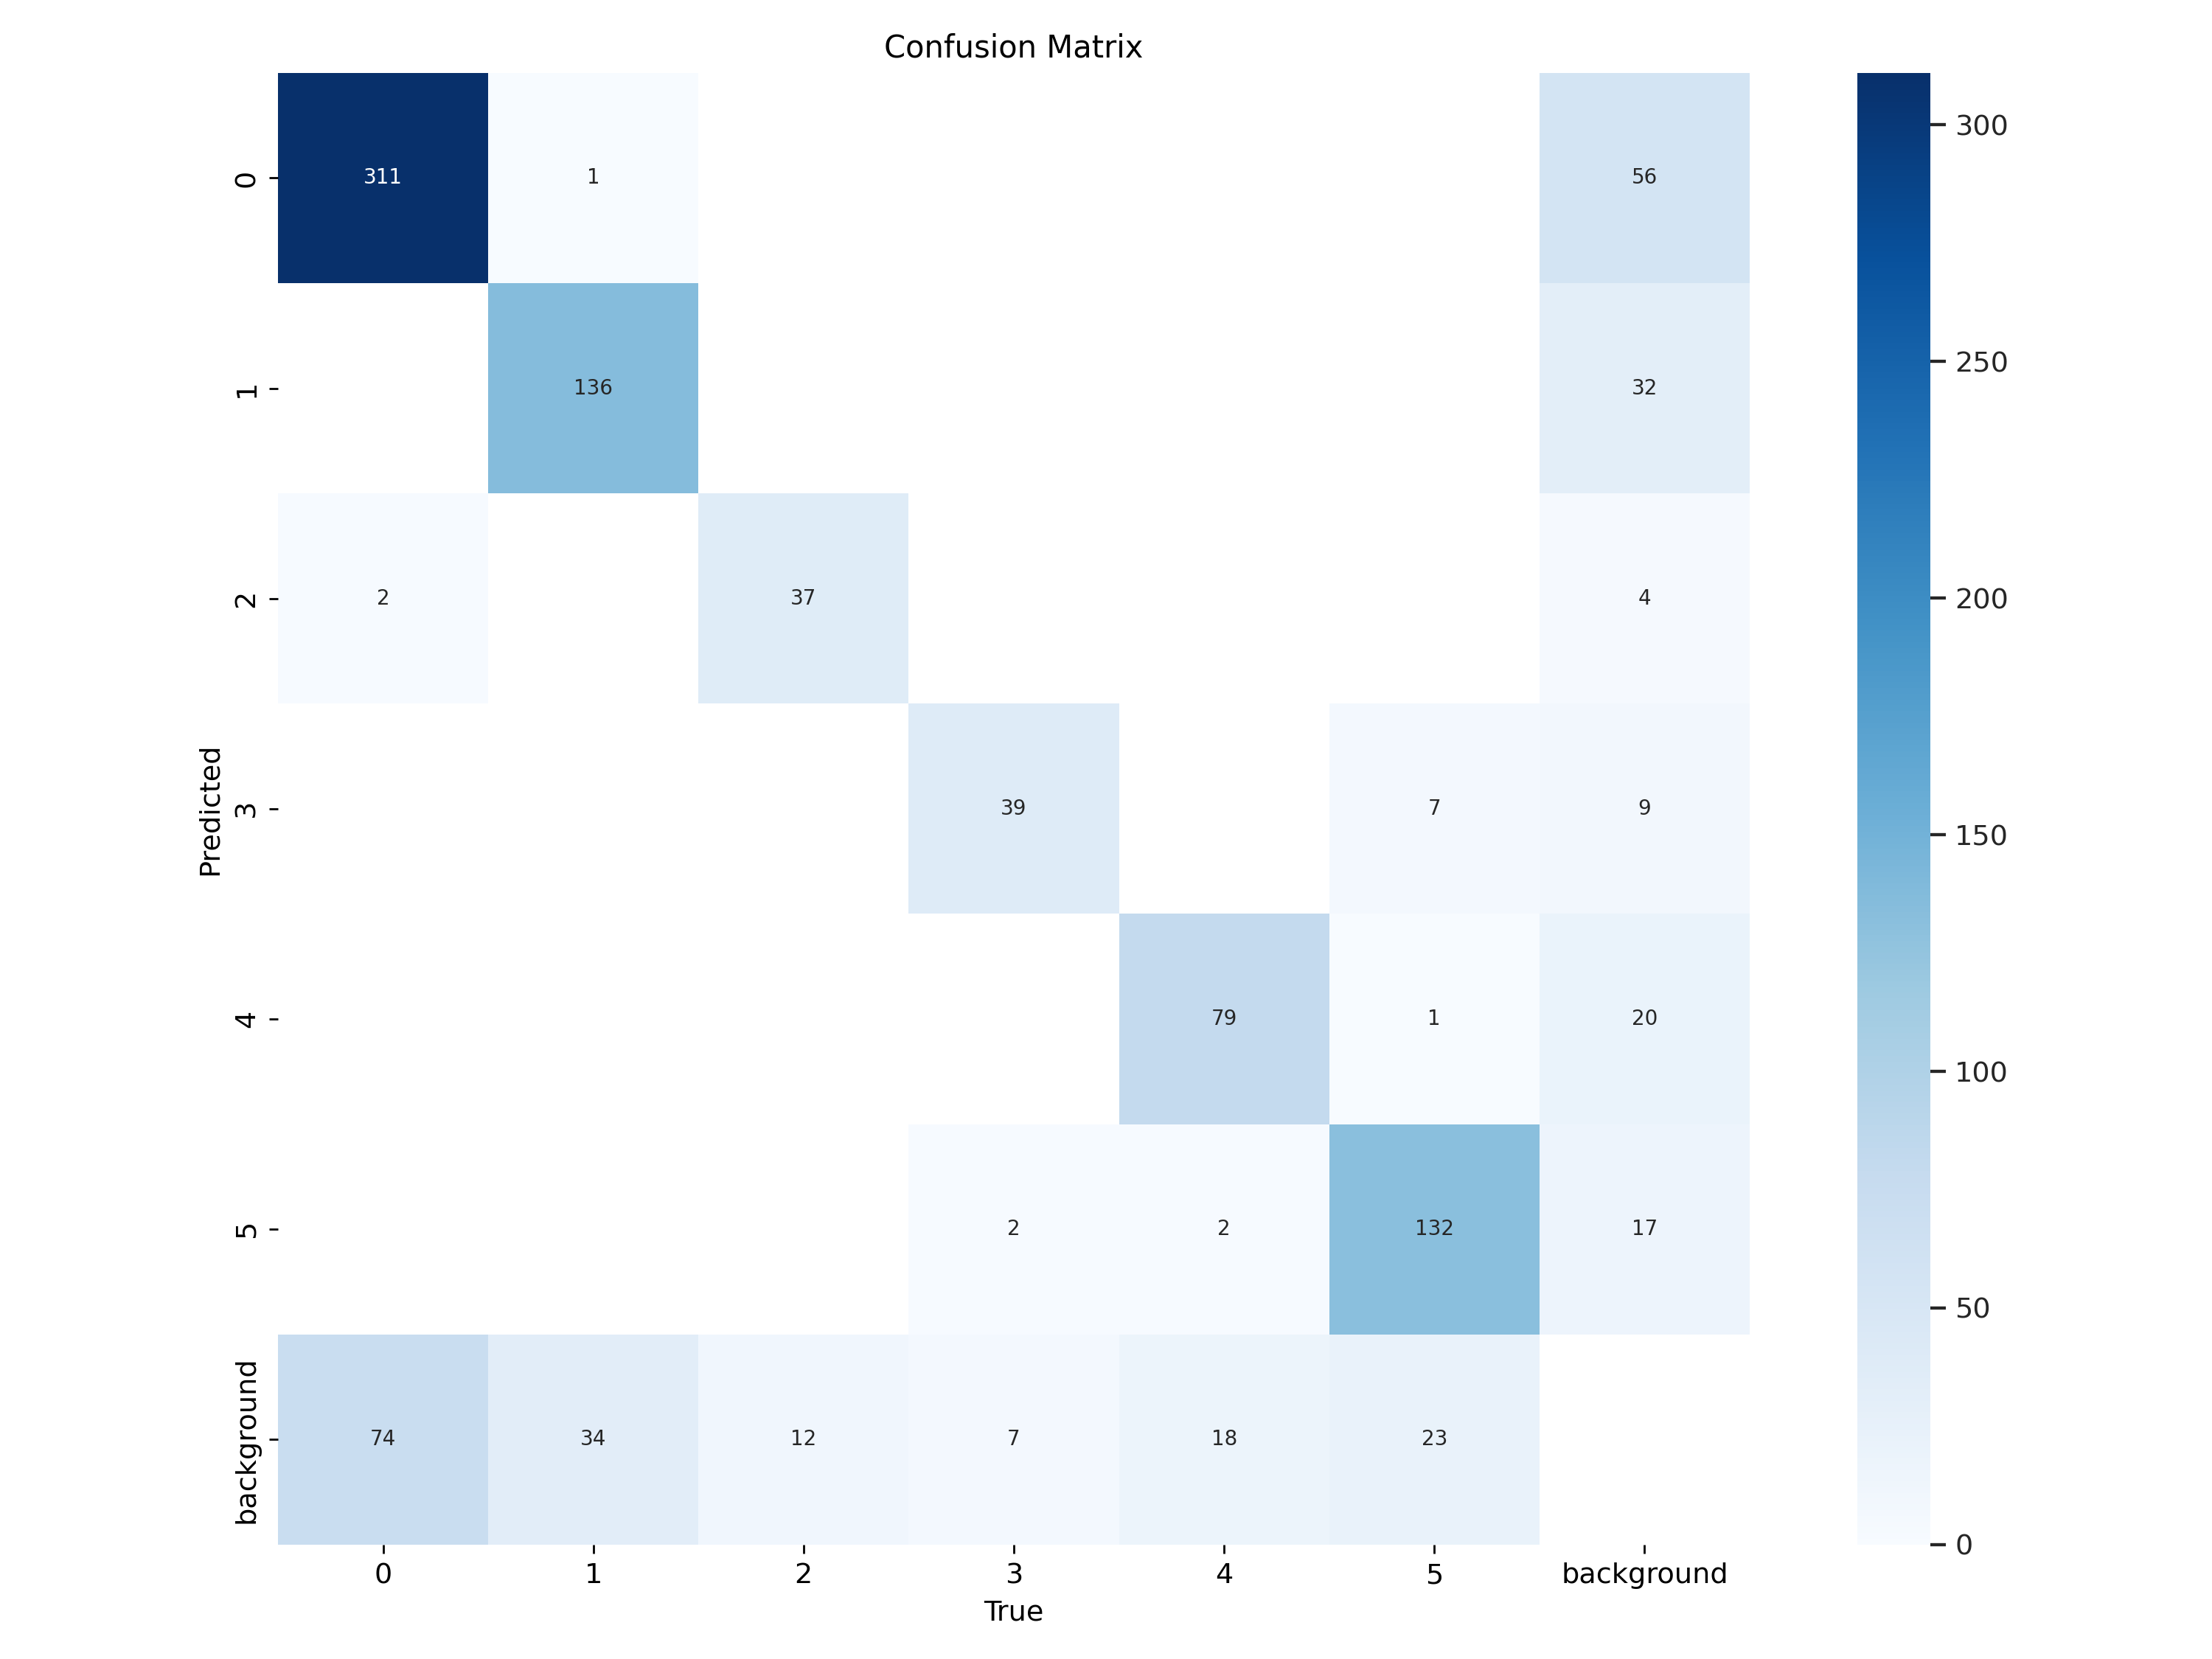 Confusion Matrix
Predicted
0 311 1 56
1 136 32
2 2 37 4
3 39 7 9
4 79 1 20
5 2 2 132 17
background 74 34 12 7 18 23
0 1 2 3 4 5 background
True
300
250
200
150
100
50
0